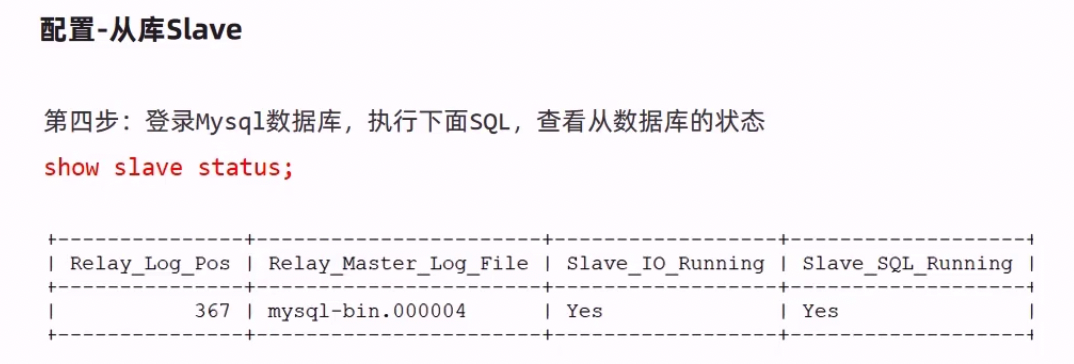 配置-从库Slave
第四步：登录Mysql数据库，执行下面SQL，查看从数据库的状态
show slave status;
+---------------+----------------------+------------------+-------------------+
| Relay_Log_Pos | Relay_Master_Log_File | Slave_IO_Running | Slave_SQL_Running |
+---------------+----------------------+------------------+-------------------+
| 367 | mysql-bin.000004 | Yes | Yes |
+---------------+----------------------+------------------+-------------------+